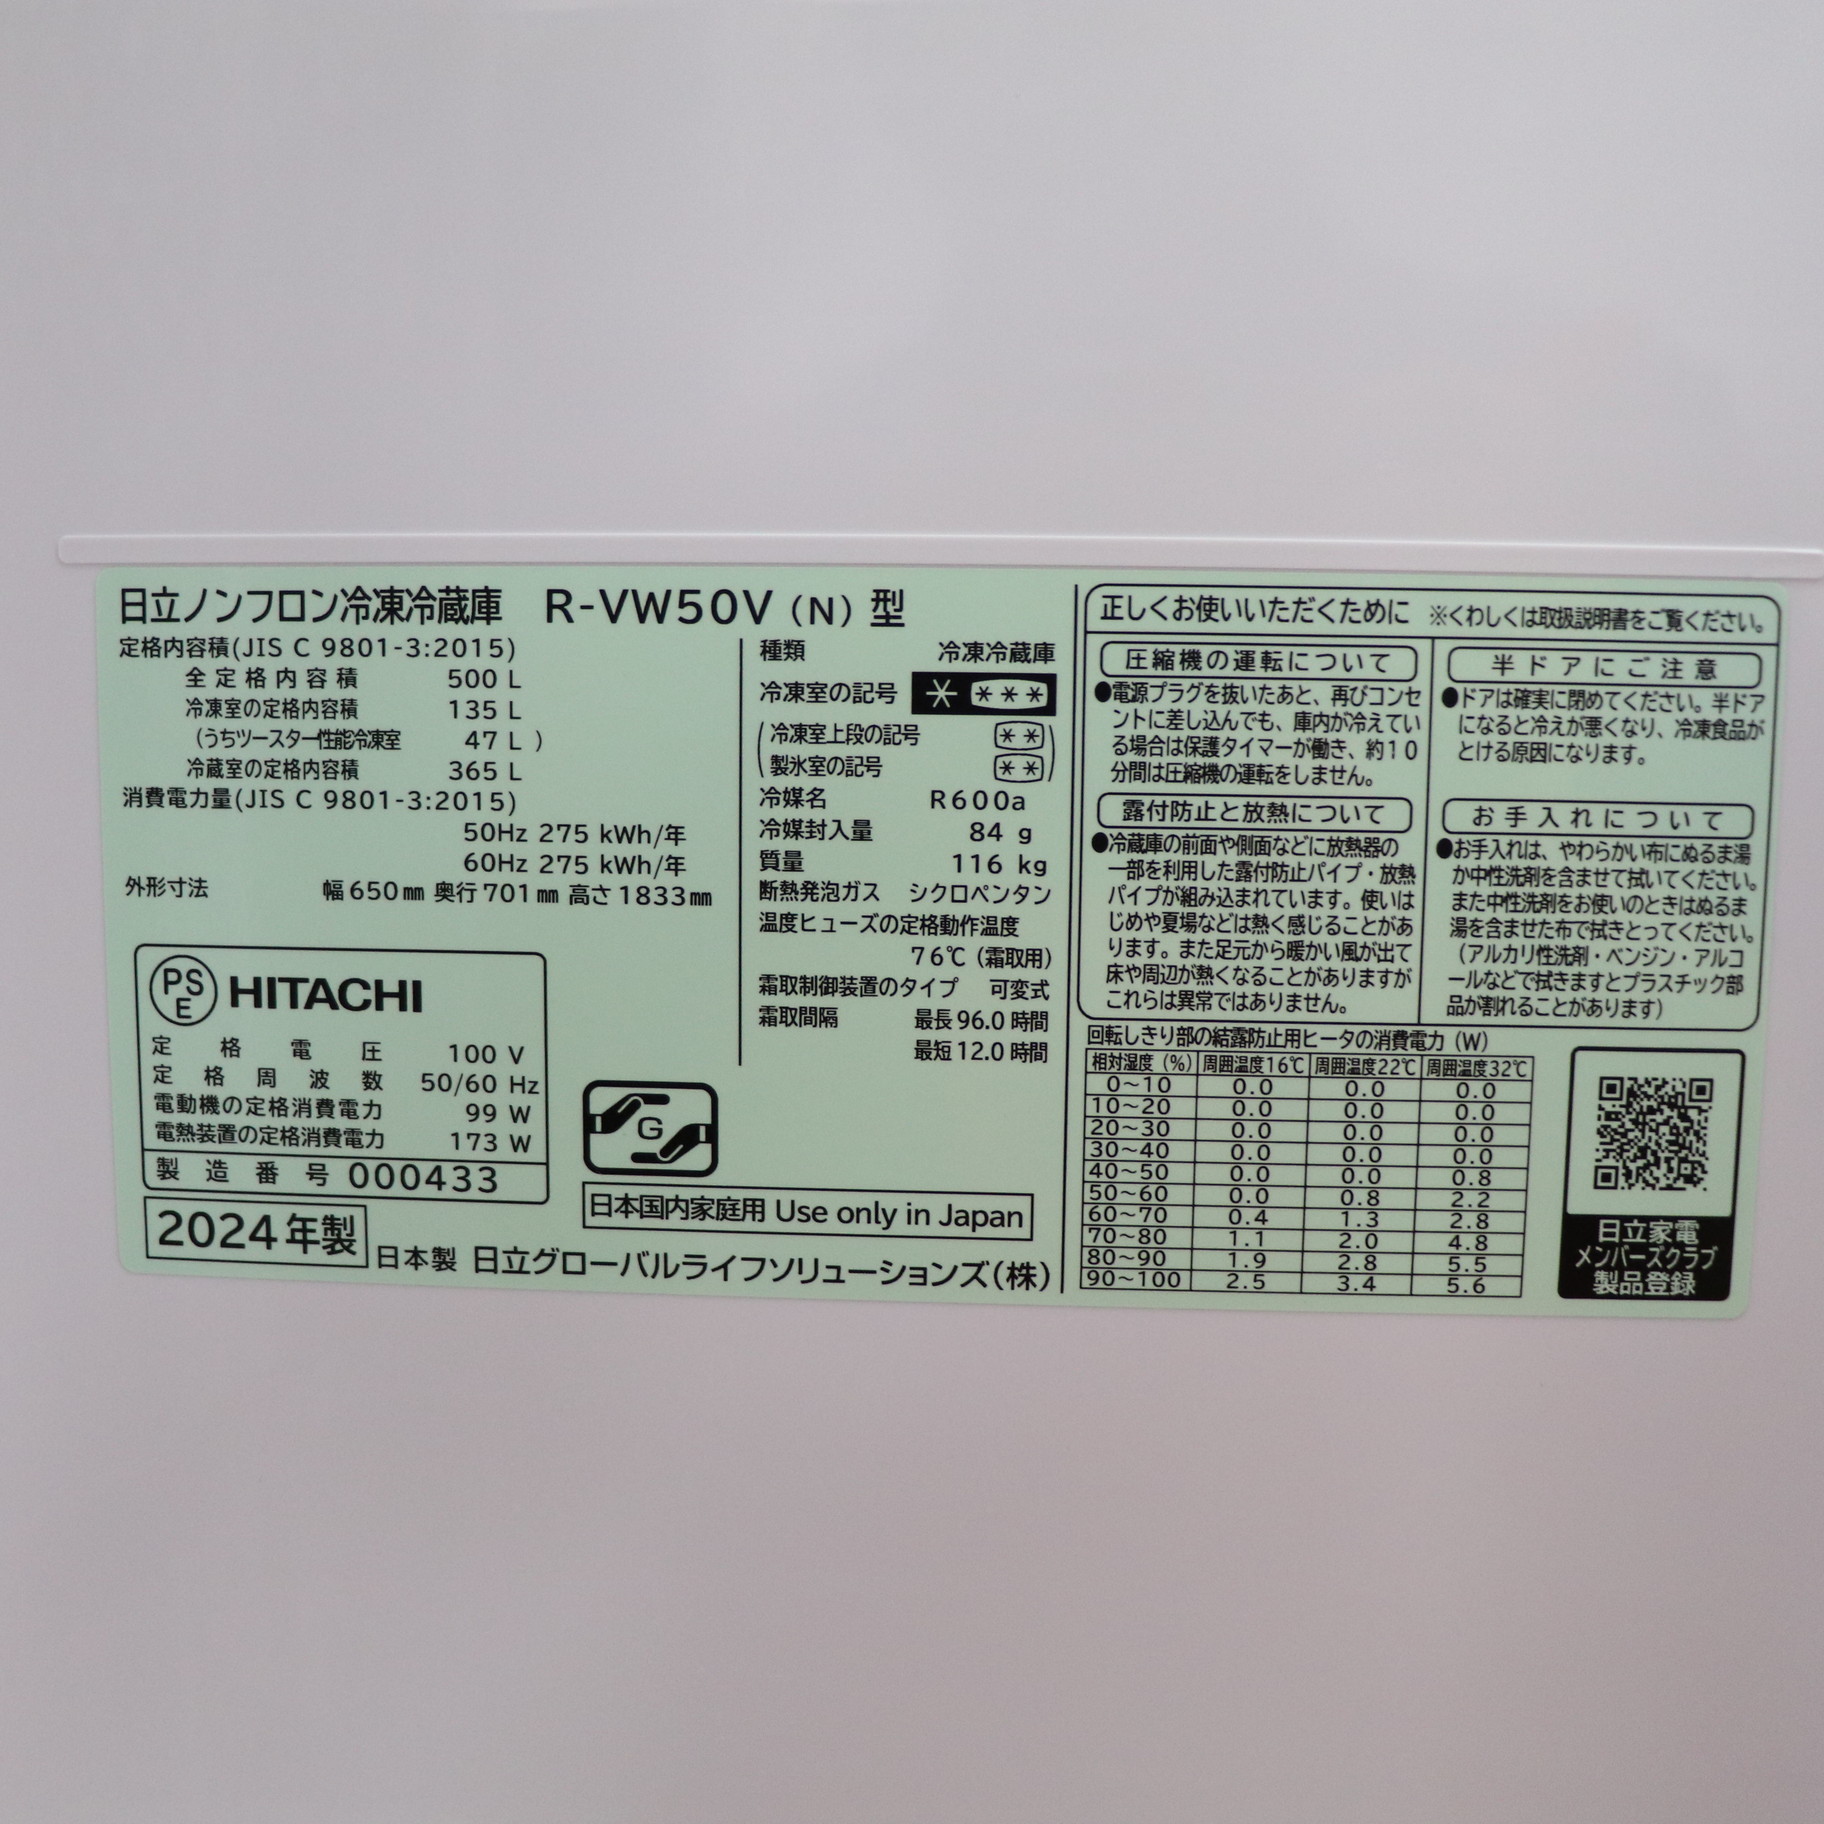 日立ノンフロン冷凍冷蔵庫 R-VW50V (N) 型
定格内容積(JIS C 9801-3:2015)
全定格内容積 500 L
冷凍室の定格内容積 135 L
(うちツースター性能冷凍室 47 L )
冷蔵室の定格内容積 365 L
消費電力量(JIS C 9801-3:2015)
50Hz 275 kWh/年
60Hz 275 kWh/年
外形寸法 幅650㎜ 奥行701㎜ 高さ1833㎜
PSE HITACHI
定格電圧 100 V
定格周波数 50/60 Hz
電動機の定格消費電力 99 W
電熱装置の定格消費電力 173 W
製造番号 000433
2024年製
日本製 日立グローバルライフソリューションズ(株)
種類 冷凍冷蔵庫
冷凍室の記号 * ***
冷凍室上段の記号 **
製氷室の記号 **
冷媒名 R600a
冷媒封入量 84 g
質量 116 kg
断熱発泡ガス シクロペンタン
温度ヒューズの定格動作温度
76℃(霜取用)
霜取制御装置のタイプ 可変式
霜取間隔 最長96.0時間
最短12.0時間
G
日本国内家庭用 Use only in Japan
正しくお使いいただくために ※くわしくは取扱説明書をご覧ください。
圧縮機の運転について
●電源プラグを抜いたあと、再びコンセ
ントに差し込んでも、庫内が冷えてい
る場合は保護タイマーが働き、約10
分間は圧縮機の運転をしません。
露付防止と放熱について
●冷蔵庫の前面や側面などに放熱器の
一部を利用した露付防止パイプ・放熱
パイプが組み込まれています。使いは
じめや夏場などは熱く感じることがあ
ります。また足元から暖かい風が出て
床や周辺が熱くなることがありますが
これらは異常ではありません。
半ドアにご注意
●ドアは確実に閉めてください。半ドア
になると冷えが悪くなり、冷凍食品が
とける原因になります。
お手入れについて
●お手入れは、やわらかい布にぬるま湯
か中性洗剤を含ませて拭いてください。
また中性洗剤をお使いのときはぬるま
湯を含ませた布で拭きとってください。
(アルカリ性洗剤・ベンジン・アルコ
ールなどで拭きますとプラスチック部
品が割れることがあります)
回転しきり部の結露防止用ヒータの消費電力(W)
相対湿度(%) 周囲温度16℃ 周囲温度22℃ 周囲温度32℃
0~10 0.0 0.0 0.0
10~20 0.0 0.0 0.0
20~30 0.0 0.0 0.0
30~40 0.0 0.0 0.0
40~50 0.0 0.0 0.8
50~60 0.0 0.8 2.2
60~70 0.4 1.3 2.8
70~80 1.1 2.0 4.8
80~90 1.9 2.8 5.5
90~100 2.5 3.4 5.6
日立家電
メンバーズクラブ
製品登録